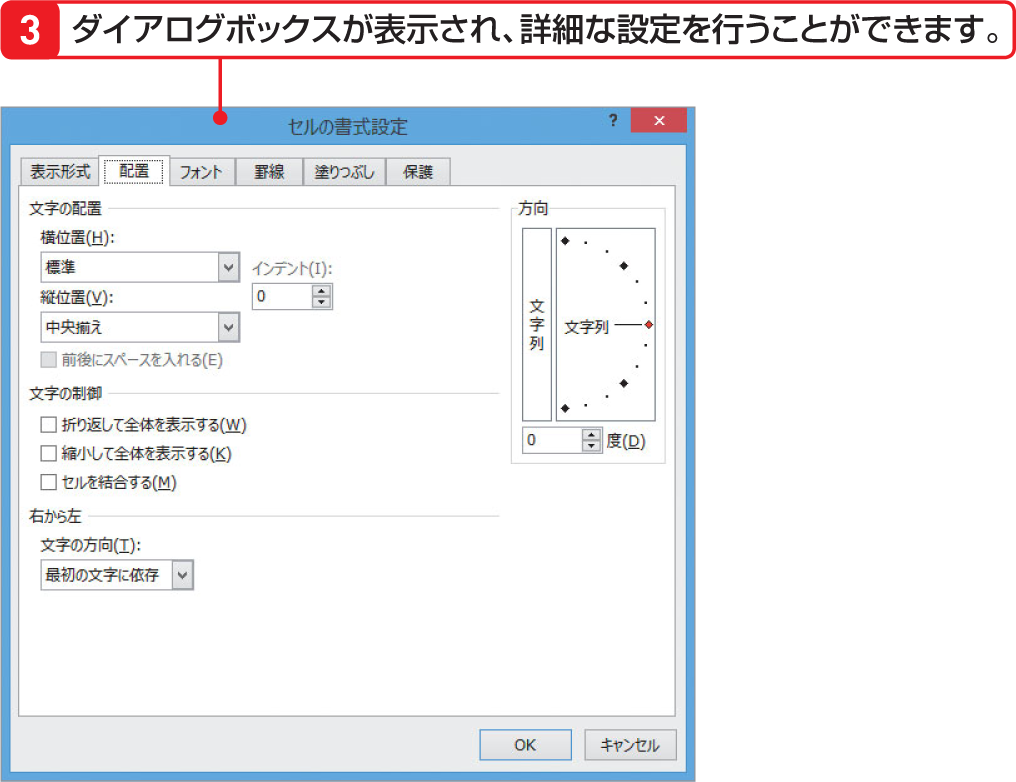 3 ダイアログボックスが表示され、詳細な設定を行うことができます。
セルの書式設定
?
表示形式 配置 フォント 罫線 塗りつぶし 保護
文字の配置
横位置(H):
標準
インデント(I):
0
縦位置(V):
中央揃え
前後にスペースを入れる(E)
文字の制御
折り返して全体を表示する(W)
縮小して全体を表示する(K)
セルを結合する(M)
右から左
文字の方向(T):
最初の文字に依存
方向
文字列
文字列
0 度(D)
OK キャンセル